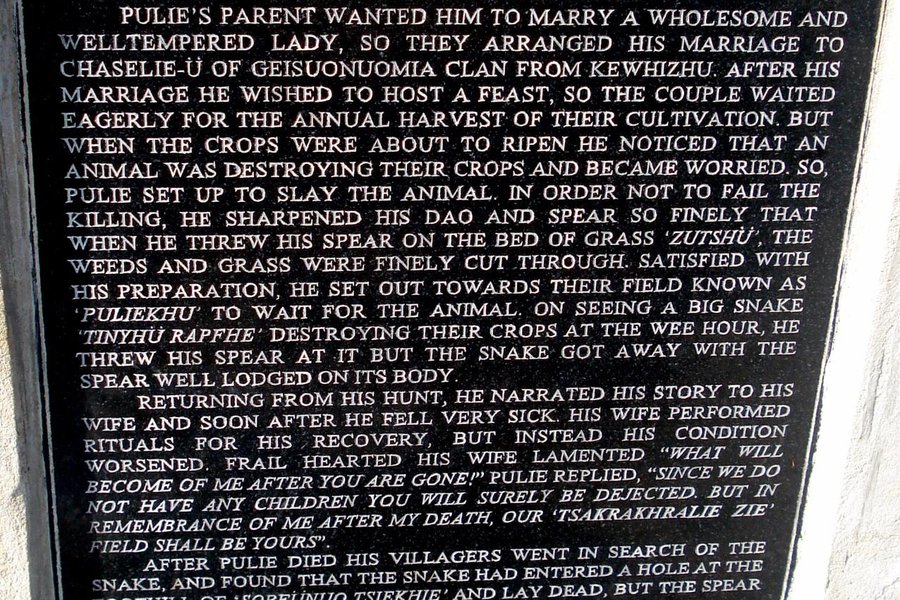 PULIE'S PARENT WANTED HIM TO MARRY A WHOLESOME AND
WELLTEMPERED LADY, SO THEY ARRANGED HIS MARRIAGE TO
CHASELIE-Ü OF GEISUONUOMIA CLAN FROM KEWHIZHU. AFTER HIS
MARRIAGE HE WISHED TO HOST A FEAST, SO THE COUPLE WAITED
EAGERLY FOR THE ANNUAL HARVEST OF THEIR CULTIVATION. BUT
WHEN THE CROPS WERE ABOUT TO RIPEN HE NOTICED THAT AN
ANIMAL WAS DESTROYING THEIR CROPS AND BECAME WORRIED. SO,
PULIE SET UP TO SLAY THE ANIMAL. IN ORDER NOT TO FAIL THE
KILLING, HE SHARPENED HIS DAO AND SPEAR SO FINELY THAT
WHEN HE THREW HIS SPEAR ON THE BED OF GRASS 'ZUTSHÜ', THE
WEEDS AND GRASS WERE FINELY CUT THROUGH. SATISFIED WITH
HIS PREPARATION, HE SET OUT TOWARDS THEIR FIELD KNOWN AS
'PULIEKHU' TO WAIT FOR THE ANIMAL. ON SEEING A BIG SNAKE
'TINYHÜ RAPFHE' DESTROYING THEIR CROPS AT THE WEE HOUR, HE
THREW HIS SPEAR AT IT BUT THE SNAKE GOT AWAY WITH THE
SPEAR WELL LODGED ON ITS BODY.
RETURNING FROM HIS HUNT, HE NARRATED HIS STORY TO HIS
WIFE AND SOON AFTER HE FELL VERY SICK. HIS WIFE PERFORMED
RITUALS FOR HIS RECOVERY, BUT INSTEAD HIS CONDITION
WORSENED. FRAIL HEARTED HIS WIFE LAMENTED "WHAT WILL
BECOME OF ME AFTER YOU ARE GONE!" PULIE REPLIED, "SINCE WE DO
NOT HAVE ANY CHILDREN YOU WILL SURELY BE DEJECTED. BUT IN
REMEMBRANCE OF ME AFTER MY DEATH, OUR 'TSAKRAKHRALIE ZIE'
FIELD SHALL BE YOURS".
AFTER PULIE DIED HIS VILLAGERS WENT IN SEARCH OF THE
SNAKE, AND FOUND THAT THE SNAKE HAD ENTERED A HOLE AT THE
OF TSIEKHIE' AND LAY DEAD, BUT THE SPEAR